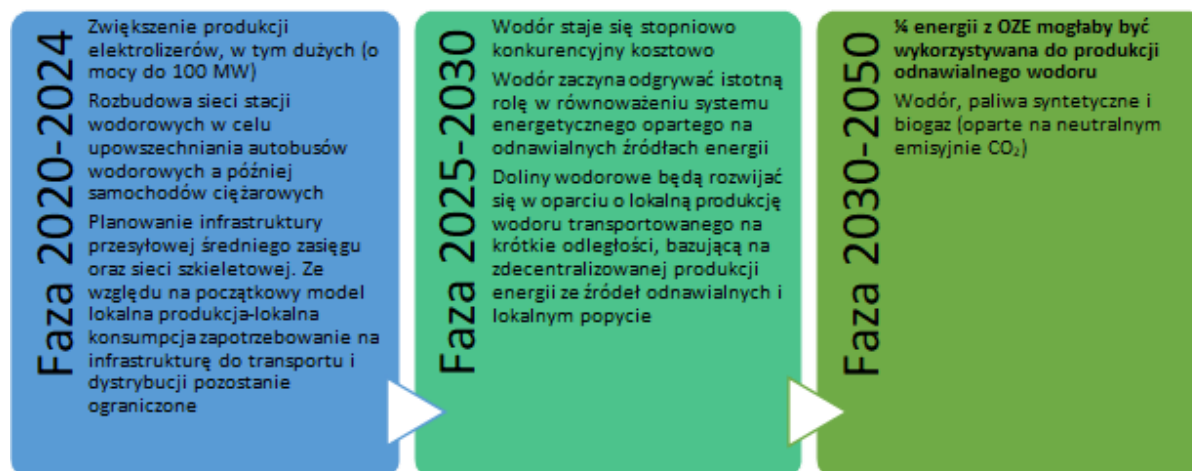 Faza 2020-2024
Zwiększenie produkcji
elektrolizerów, w tym dużych (o
mocy do 100 MW)
Rozbudowa sieci stacji
wodorowych w celu
upowszechniania autobusów
wodorowych a później
samochodów ciężarowych
Planowanie infrastruktury
przesyłowej średniego zasięgu
oraz sieci szkieletowej. Ze
względu na początkowy model
lokalna produkcja-lokalna
konsumpcja zapotrzebowanie na
infrastrukturę do transportu i
dystrybucji pozostanie
ograniczone
Faza 2025-2030
Wodór staje się stopniowo
konkurencyjny kosztowo
Wodór zaczyna odgrywać istotną
rolę w równoważeniu systemu
energetycznego opartego na
odnawialnych źródłach energii
Doliny wodorowe będą rozwijać
się w oparciu o lokalną produkcję
wodoru transportowanego na
krótkie odległości, bazującą na
zdecentralizowanej produkcji
energii ze źródeł odnawialnych i
lokalnym popycie
Faza 2030-2050
¼ energii z OZE mogłaby być
wykorzystywana do produkcji
odnawialnego wodoru
Wodór, paliwa syntetyczne i
biogaz (oparte na neutralnym
emisyjnie CO₂)